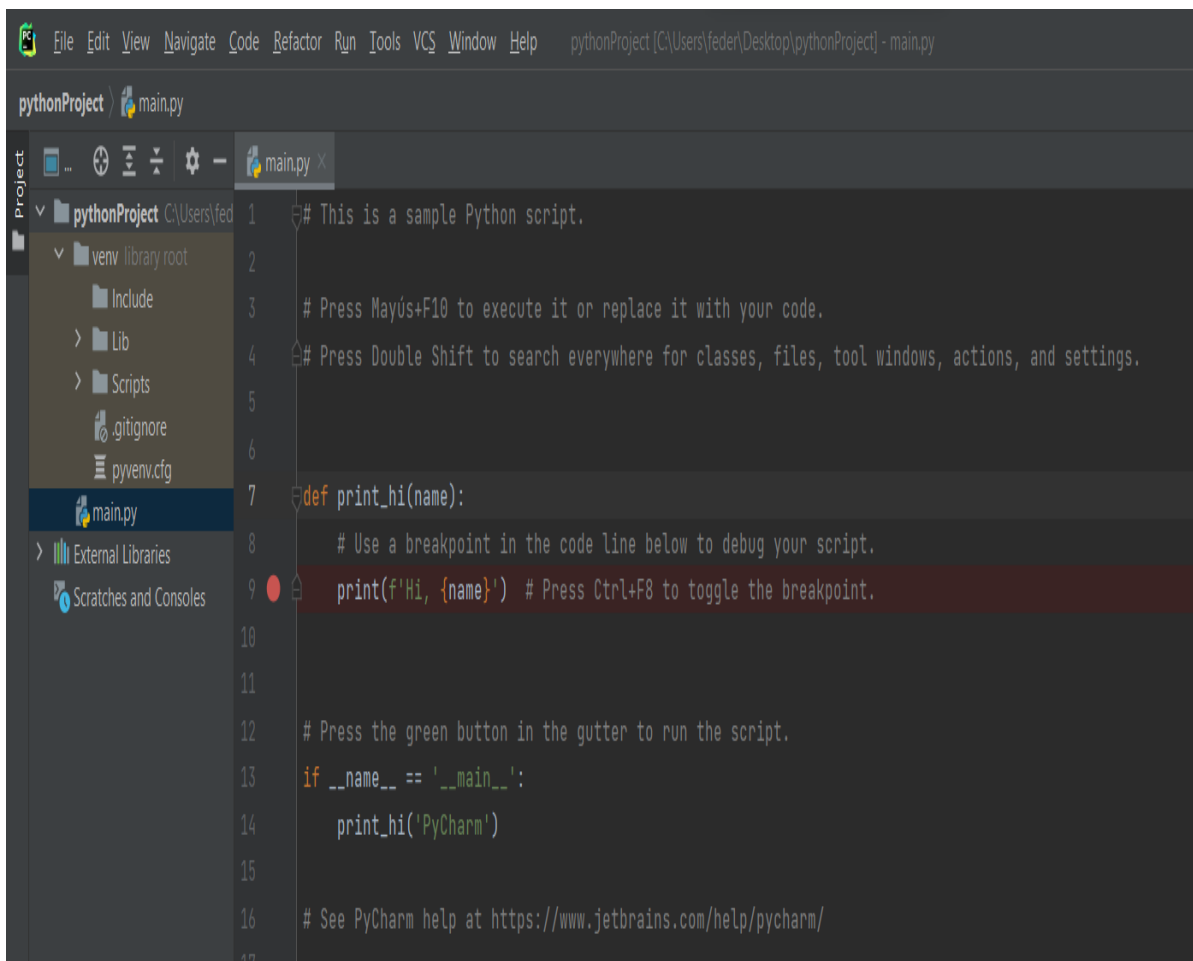 PC File Edit View Navigate Code Refactor Run Tools VCS Window Help pythonProject [C:\Users\feder\Desktop\pythonProject] - main.py
pythonProject main.py
Project
... main.py
pythonProject C:\Users\fed
venv library root
Include
Lib
Scripts
.gitignore
pyvenv.cfg
main.py
External Libraries
Scratches and Consoles
1 # This is a sample Python script.
2
3 # Press Mayús+F10 to execute it or replace it with your code.
4 # Press Double Shift to search everywhere for classes, files, tool windows, actions, and settings.
5
6
7 def print_hi(name):
8     # Use a breakpoint in the code line below to debug your script.
9     print(f'Hi, {name}')  # Press Ctrl+F8 to toggle the breakpoint.
10
11
12 # Press the green button in the gutter to run the script.
13 if __name__ == '__main__':
14     print_hi('PyCharm')
15
16 # See PyCharm help at https://www.jetbrains.com/help/pycharm/
17